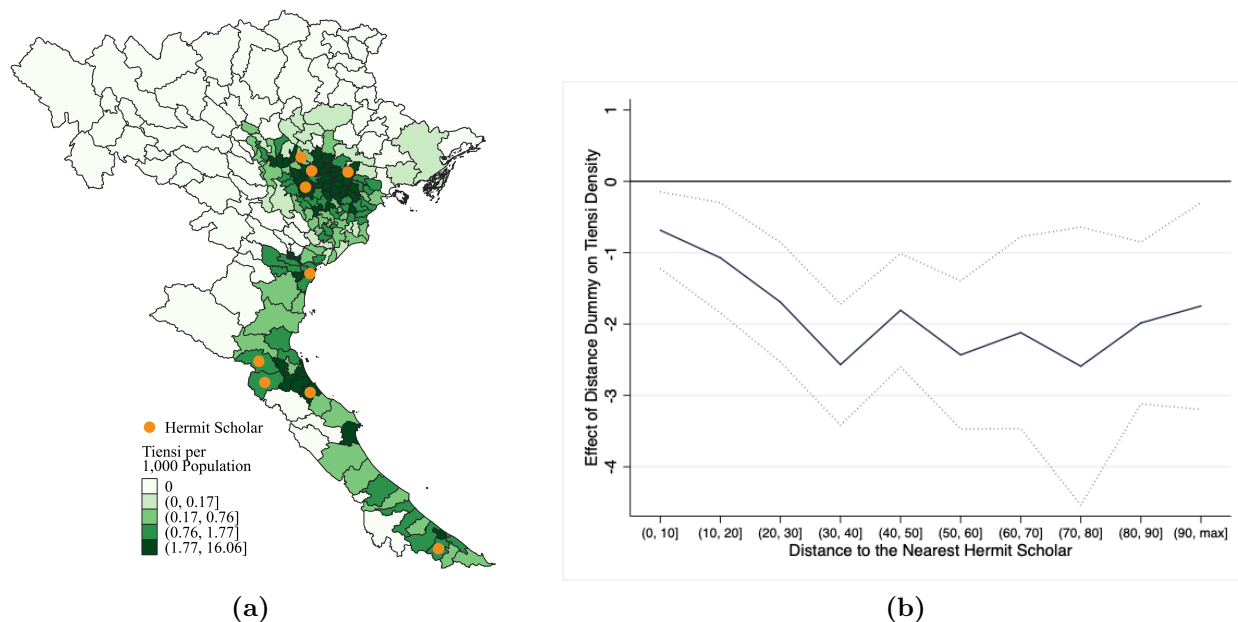 Hermit Scholar
Tiensi per
1,000 Population
0
(0, 0.17]
(0.17, 0.76]
(0.76, 1.77]
(1.77, 16.06]
(a)
Effect of Distance Dummy on Tiensi Density
1
0
-1
-2
-3
-4
(0, 10] (10, 20] (20, 30] (30, 40] (40, 50] (50, 60] (60, 70] (70, 80] (80, 90] (90, max]
Distance to the Nearest Hermit Scholar
(b)